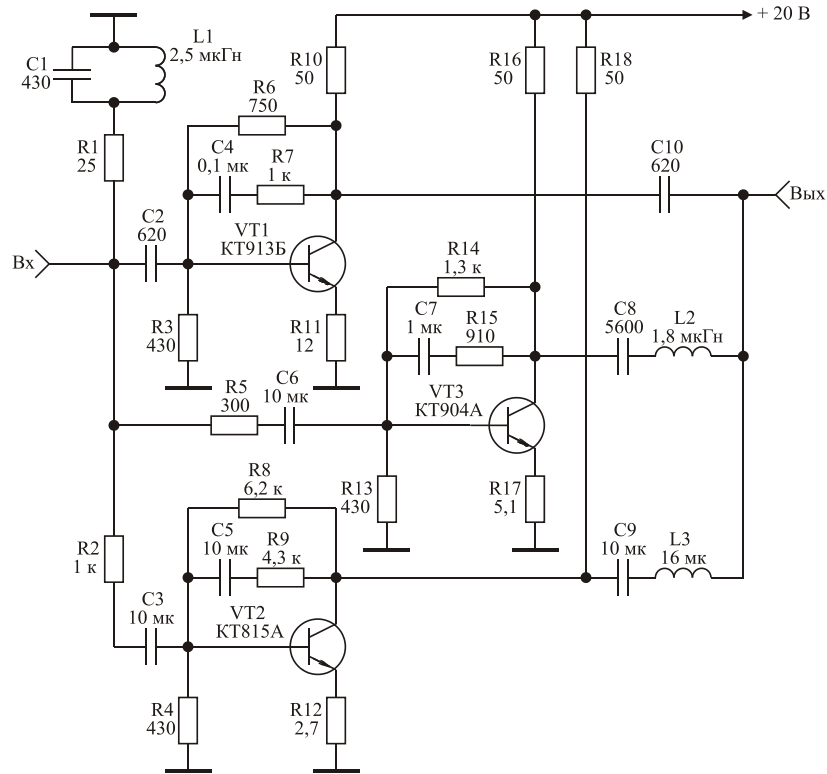 + 20 В
L1
2,5 мкГн
C1
430
R10
50
R16
50
R18
50
R6
750
R1
25
C4
0,1 мк
R7
1 к
C10
620
Вых
C2
620
VT1
КТ913Б
Вх
R14
1,3 к
R3
430
R11
12
C7
1 мк
R15
910
C8
5600
L2
1,8 мкГн
R5
300
C6
10 мк
VT3
КТ904А
R8
6,2 к
R13
430
R17
5,1
R2
1 к
C5
10 мк
R9
4,3 к
C9
10 мк
L3
16 мк
C3
10 мк
VT2
КТ815А
R4
430
R12
2,7